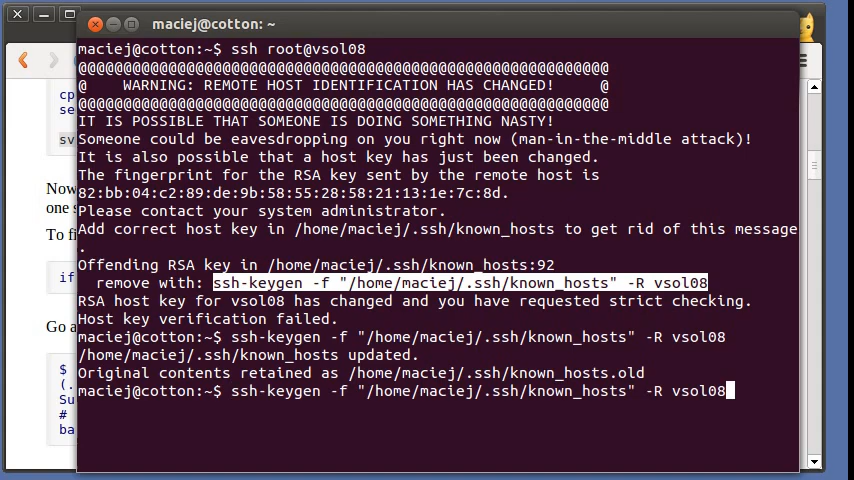 maciej@cotton: ~
maciej@cotton:~$ ssh root@vsol08
@@@@@@@@@@@@@@@@@@@@@@@@@@@@@@@@@@@@@@@@@@@@@@@@@@@@@@@@@@@
@    WARNING: REMOTE HOST IDENTIFICATION HAS CHANGED!     @
@@@@@@@@@@@@@@@@@@@@@@@@@@@@@@@@@@@@@@@@@@@@@@@@@@@@@@@@@@@
IT IS POSSIBLE THAT SOMEONE IS DOING SOMETHING NASTY!
Someone could be eavesdropping on you right now (man-in-the-middle attack)!
It is also possible that a host key has just been changed.
The fingerprint for the RSA key sent by the remote host is
82:bb:04:c2:89:de:9b:58:55:28:58:21:13:1e:7c:8d.
Please contact your system administrator.
Add correct host key in /home/maciej/.ssh/known_hosts to get rid of this message
.
Offending RSA key in /home/maciej/.ssh/known_hosts:92
  remove with: ssh-keygen -f "/home/maciej/.ssh/known_hosts" -R vsol08
RSA host key for vsol08 has changed and you have requested strict checking.
Host key verification failed.
maciej@cotton:~$ ssh-keygen -f "/home/maciej/.ssh/known_hosts" -R vsol08
/home/maciej/.ssh/known_hosts updated.
Original contents retained as /home/maciej/.ssh/known_hosts.old
maciej@cotton:~$ ssh-keygen -f "/home/maciej/.ssh/known_hosts" -R vsol08
cp
se
sv
Now
one s
To fi
if
Go a
$
(.
Su
#
ba